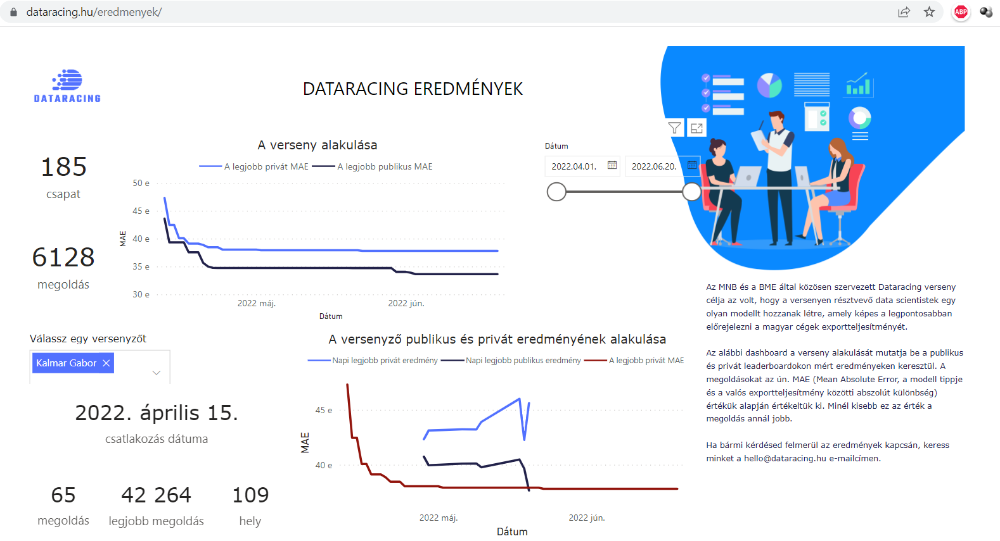 dataracing.hu/eredmenyek/
ABP
DATARACING
DATARACING EREDMÉNYEK
185
csapat
6128
megoldás
A verseny alakulása
A legjobb privát MAE
A legjobb publikus MAE
50 e
45 e
40 e
35 e
30 e
MAE
2022 máj.
2022 jún.
Dátum
Dátum
2022.04.01.
2022.06.20.
Az MNB és a BME által közösen szervezett Dataracing verseny
célja az volt, hogy a versenyen résztvevő data scientistek egy
olyan modellt hozzanak létre, amely képes a legpontosabban
előrejelezni a magyar cégek exportteljesítményét.
Az alábbi dashboard a verseny alakulását mutatja be a publikus
és privát leaderboardokon mért eredményeken keresztül. A
megoldásokat az ún. MAE (Mean Absolute Error, a modell tippje
és a valós exportteljesítmény közötti abszolút különbség)
értékük alapján értékeltük ki. Minél kisebb ez az érték a
megoldás annál jobb.
Ha bármi kérdésed felmerül az eredmények kapcsán, keress
minket a hello@dataracing.hu e-mailcímen.
Válassz egy versenyzőt
Kalmar Gabor
2022. április 15.
csatlakozás dátuma
65
megoldás
42 264
legjobb megoldás
109
hely
A versenyző publikus és privát eredményének alakulása
Napi legjobb privát eredmény
Napi legjobb publikus eredmény
A legjobb privát MAE
45 e
40 e
MAE
2022 máj.
2022 jún.
Dátum